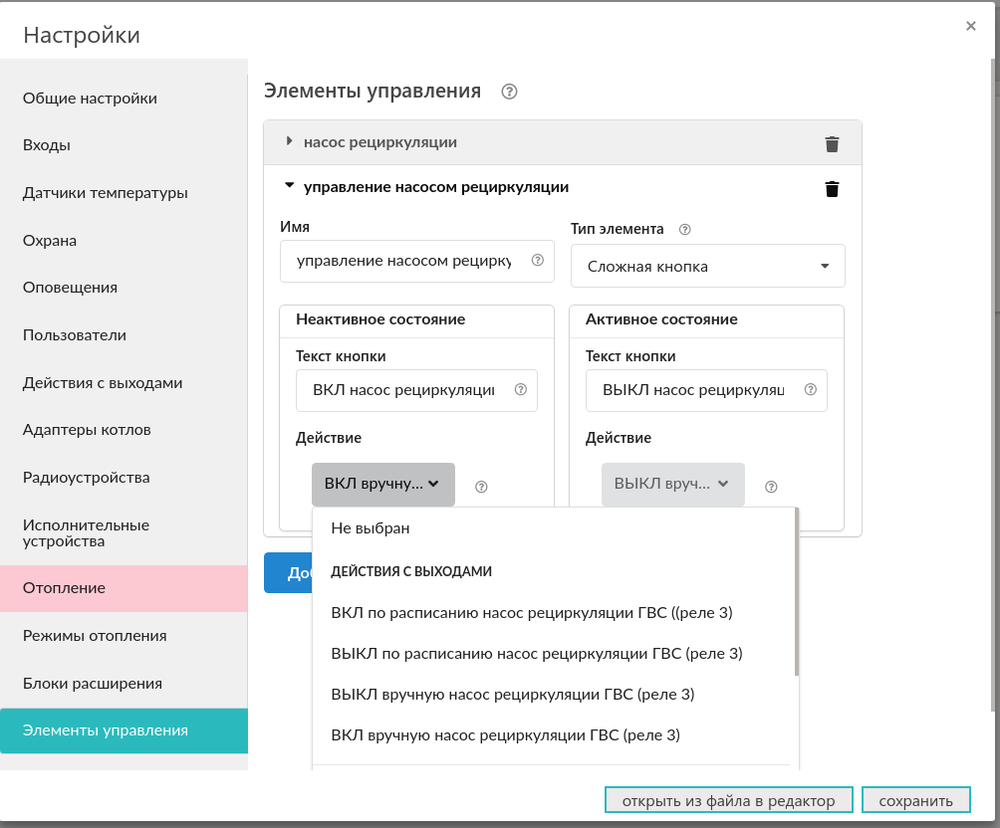 Настройки
×
Общие настройки
Входы
Датчики температуры
Охрана
Оповещения
Пользователи
Действия с выходами
Адаптеры котлов
Радиоустройства
Исполнительные
устройства
Отопление
Режимы отопления
Блоки расширения
Элементы управления
Элементы управления ?
насос рециркуляции
управление насосом рециркуляции
Имя
управление насосом рецирку ?
Тип элемента ?
Сложная кнопка
Неактивное состояние
Текст кнопки
ВКЛ насос рециркуляци ?
Действие
ВКЛ вручну... ?
Активное состояние
Текст кнопки
ВЫКЛ насос рециркуляц ?
Действие
ВЫКЛ вруч... ?
Не выбран
ДЕЙСТВИЯ С ВЫХОДАМИ
ВКЛ по расписанию насос рециркуляции ГВС ((реле 3)
ВЫКЛ по расписанию насос рециркуляции ГВС (реле 3)
ВЫКЛ вручную насос рециркуляции ГВС (реле 3)
ВКЛ вручную насос рециркуляции ГВС (реле 3)
открыть из файла в редактор
сохранить